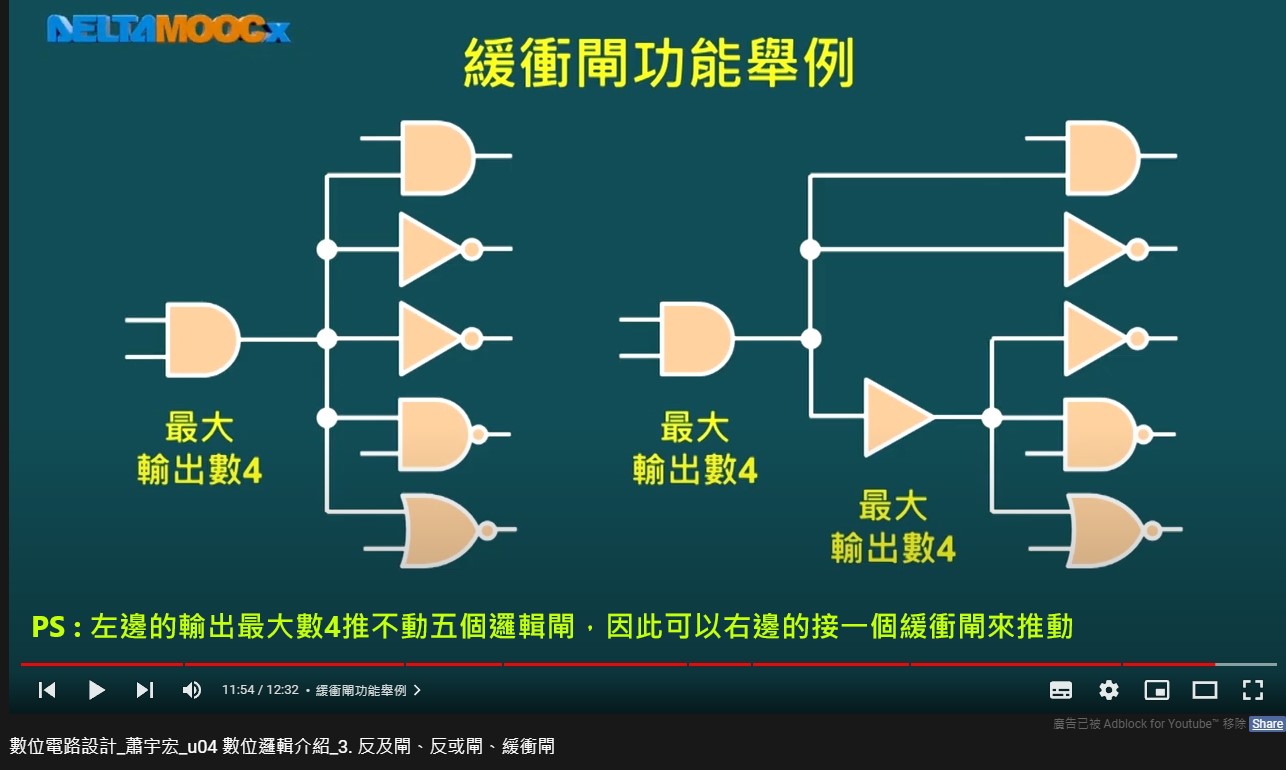 DELTAMOOCx
緩衝閘功能舉例
最大
輸出數4
最大
輸出數4
最大
輸出數4
PS : 左邊的輸出最大數4推不動五個邏輯閘，因此可以右邊的接一個緩衝閘來推動
11:54 / 12:32 • 緩衝閘功能舉例
廣告已被 Adblock for Youtube™ 移除 Share
數位電路設計_蕭宇宏_u04 數位邏輯介紹_3. 反及閘、反或閘、緩衝閘